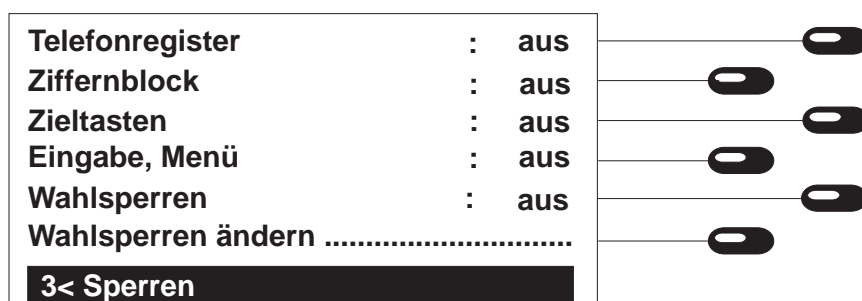 Telefonregister : aus
Ziffernblock : aus
Zieltasten : aus
Eingabe, Menü : aus
Wahlsperren : aus
Wahlsperren ändern ..............................
3< Sperren